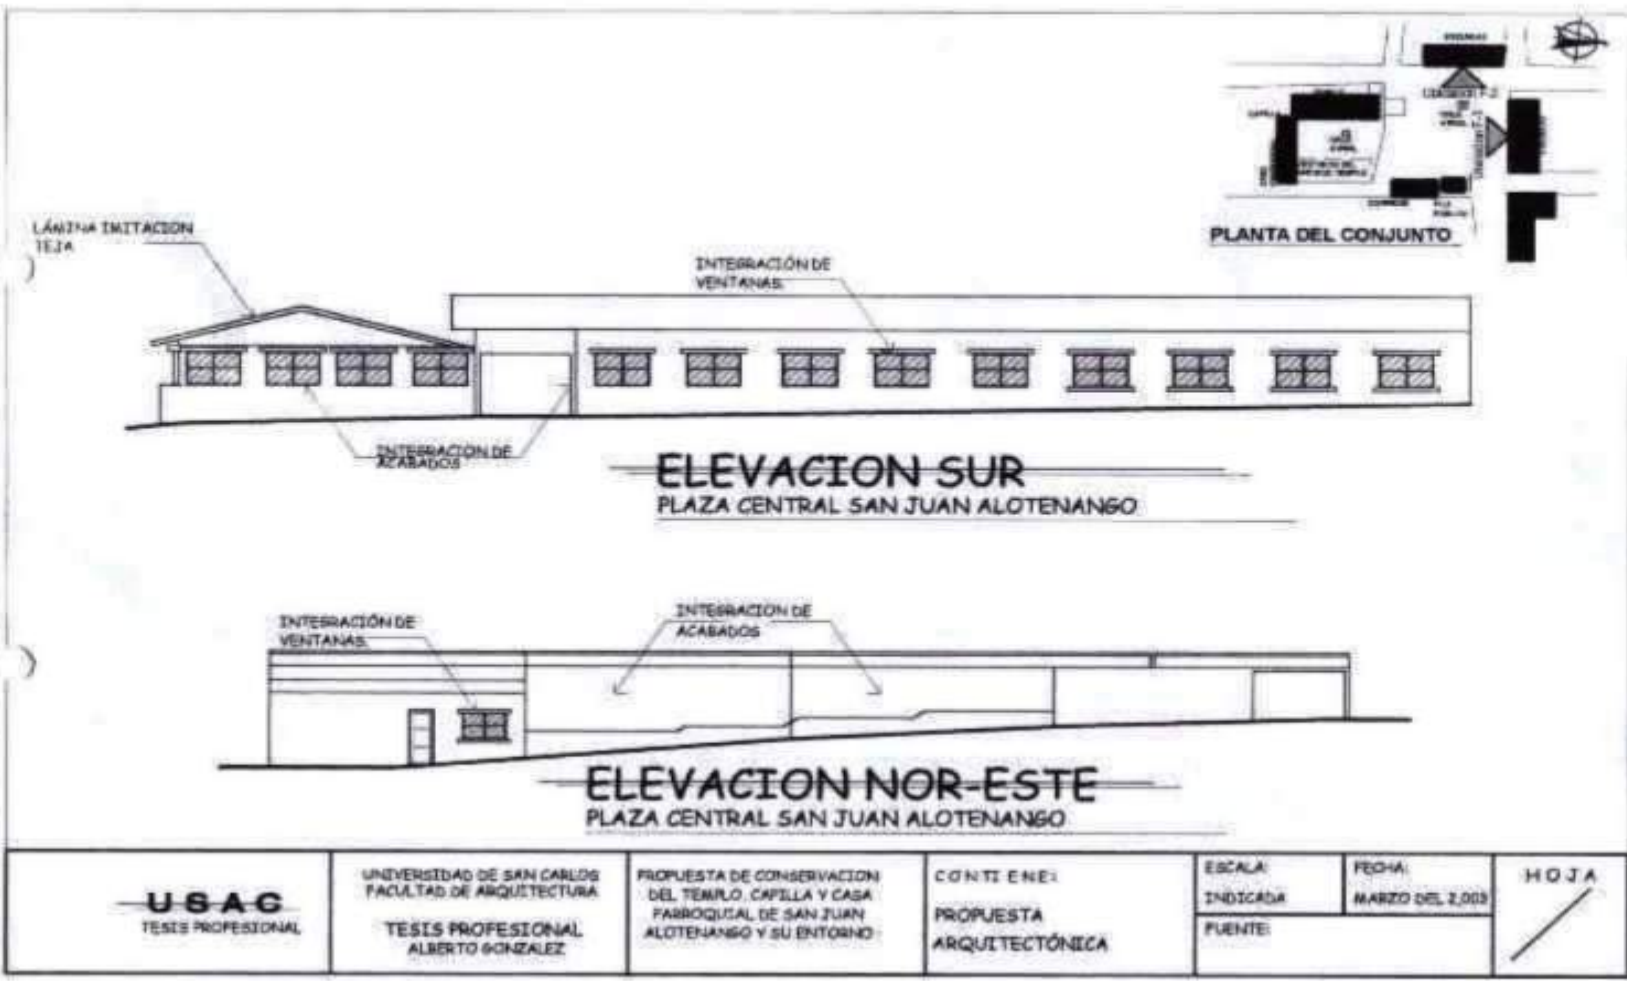 PLANTA DEL CONJUNTO
LÁMINA IMITACION
TEJA
INTEGRACIÓN DE
VENTANAS.
INTEGRACION DE
ACABADOS
ELEVACION SUR
PLAZA CENTRAL SAN JUAN ALOTENANGO
INTEGRACIÓN DE
VENTANAS.
INTEGRACION DE
ACABADOS
ELEVACION NOR-ESTE
PLAZA CENTRAL SAN JUAN ALOTENANGO
USAC
TESIS PROFESIONAL
UNIVERSIDAD DE SAN CARLOS
FACULTAD DE ARQUITECTURA
TESIS PROFESIONAL
ALBERTO GONZALEZ
PROPUESTA DE CONSERVACION
DEL TEMPLO, CAPILLA Y CASA
PARROQUIAL DE SAN JUAN
ALOTENANGO Y SU ENTORNO
CONTIENE:
PROPUESTA
ARQUITECTÓNICA
ESCALA:
INDICADA
FECHA:
MARZO DEL 2,003
FUENTE:
HOJA